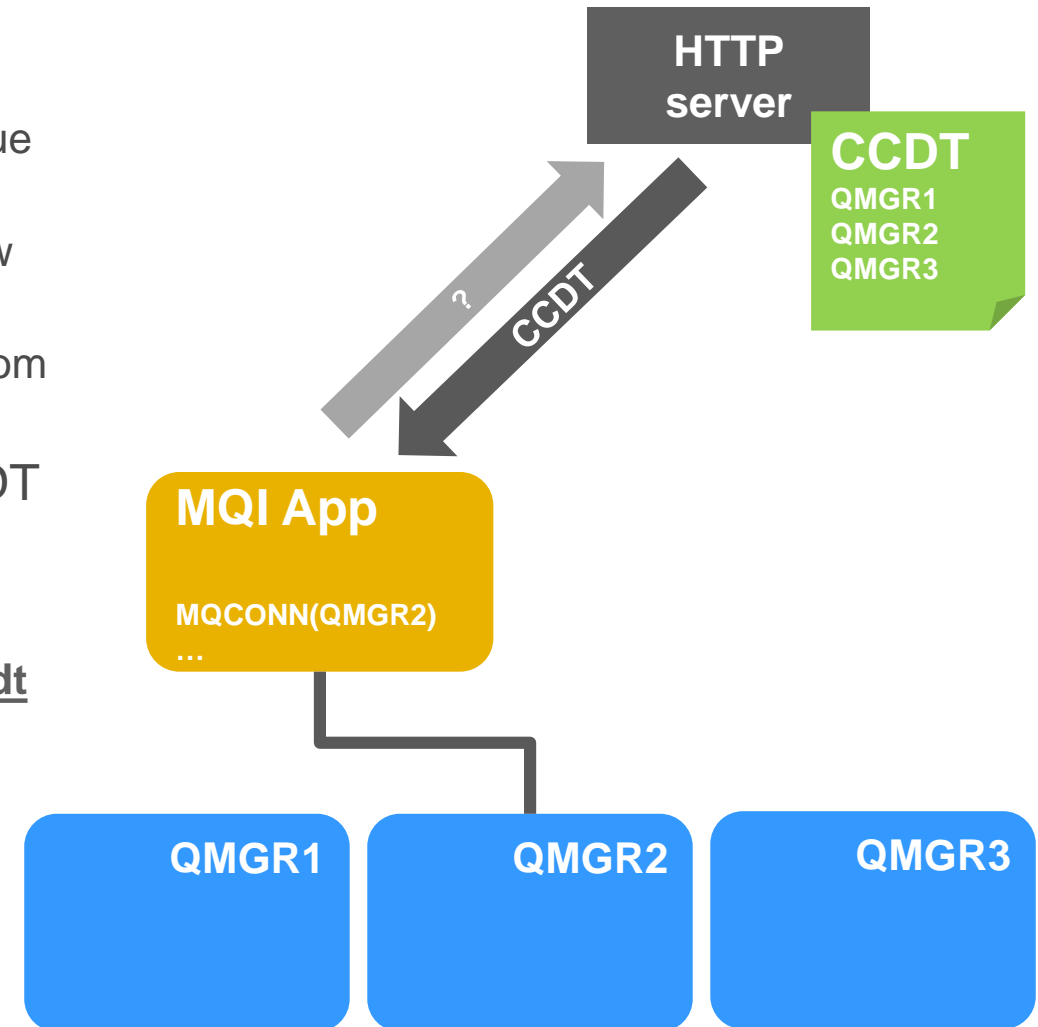 HTTP
server
CCDT
QMGR1
QMGR2
QMGR3
?
CCDT
MQI App
MQCONN(QMGR2)
…
QMGR1
QMGR2
QMGR3